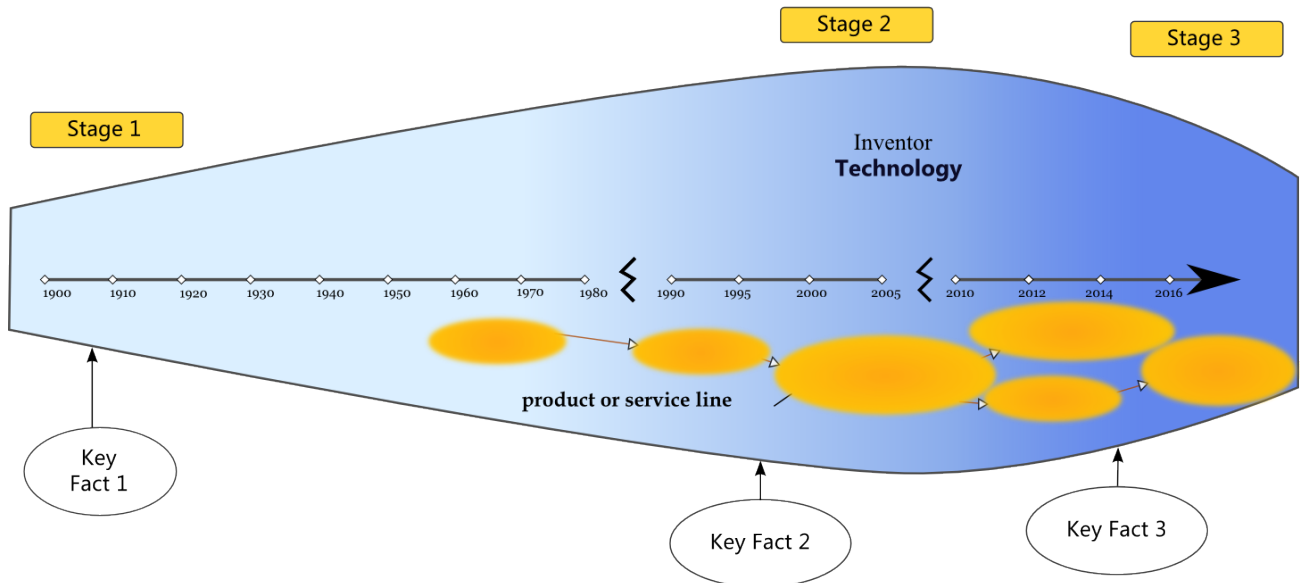 Stage 2
Stage 3
Stage 1
Inventor
Technology
1900 1910 1920 1930 1940 1950 1960 1970 1980 1990 1995 2000 2005 2010 2012 2014 2016
product or service line
Key
Fact 1
Key Fact 2
Key Fact 3